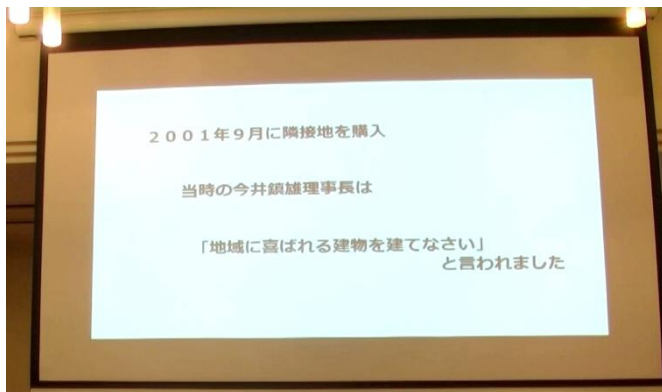 ２００１年９月に隣接地を購入
当時の今井鎮雄理事長は
「地域に喜ばれる建物を建てなさい」
と言われました